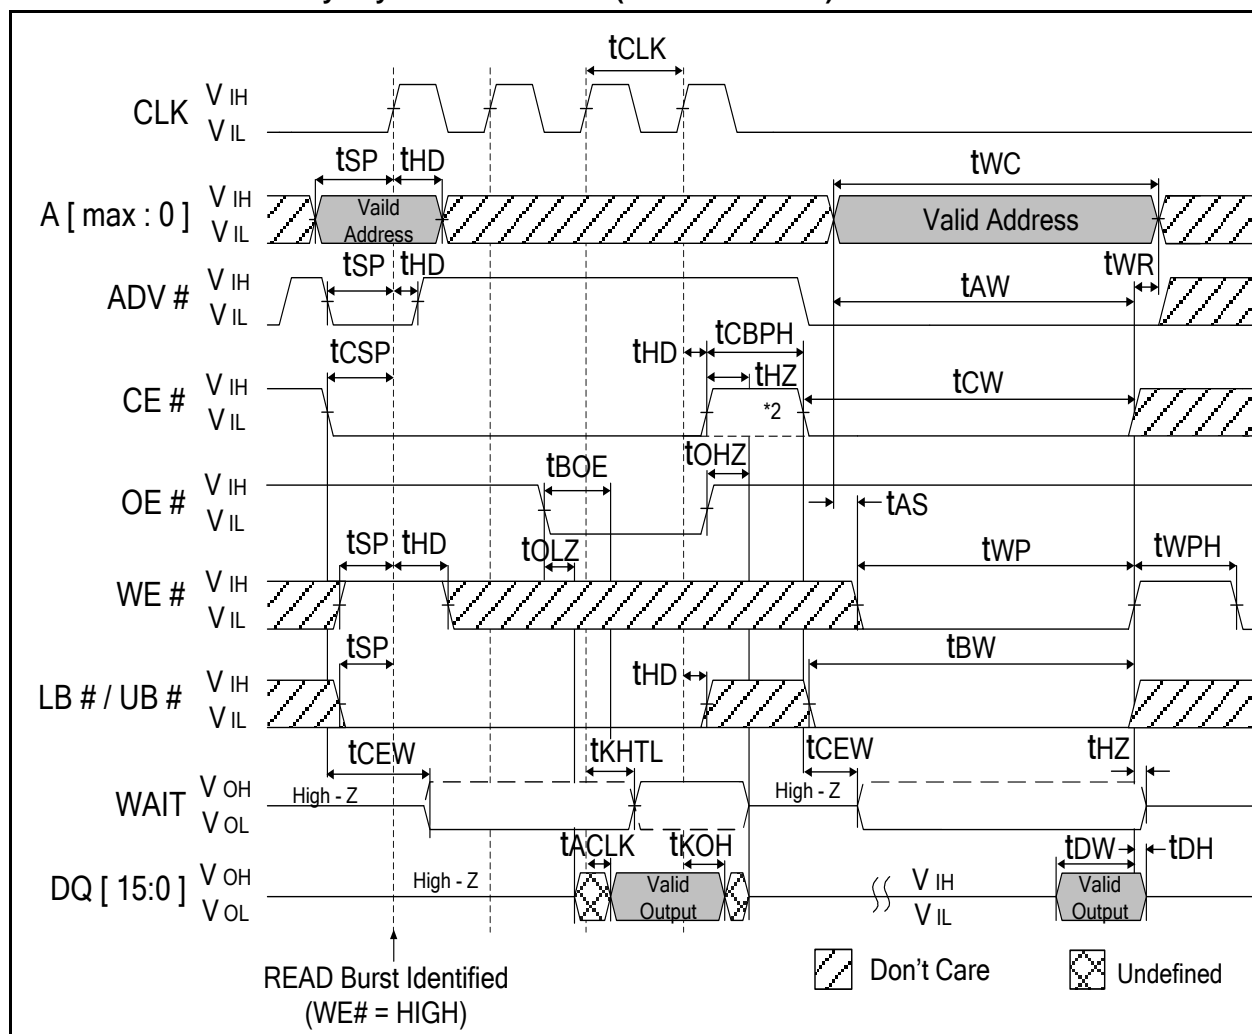 tCLK
CLK V IH
V IL
tSP tHD tWC
A [ max : 0 ] V IH
V IL
Vaild
Address
Valid Address
tSP tHD tWR
ADV # V IH
V IL
tAW
tCSP tHD tCBPH
tHZ
CE # V IH
V IL
*2
tCW
tBOE tOHZ
OE # V IH
V IL
tAS
tOLZ
tSP tHD tWP tWPH
WE # V IH
V IL
tSP tHD tBW
LB # / UB # V IH
V IL
tCEW tKHTL tCEW tHZ
WAIT V OH
V OL
High - Z High - Z
tACLK tKOH tDW tDH
DQ [ 15:0 ] V OH
V OL
High - Z
Valid
Output
V IH
V IL
Valid
Output
READ Burst Identified
(WE# = HIGH)
Don't Care
Undefined